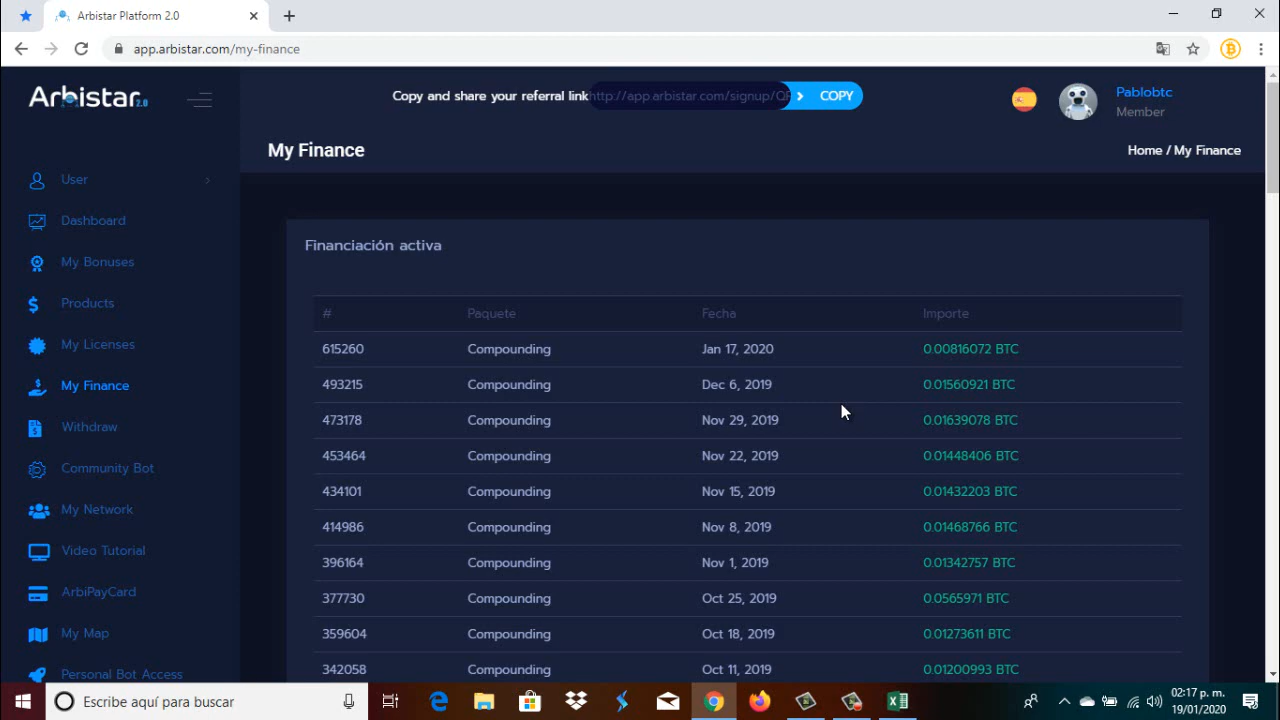 Arbistar Platform 2.0
app.arbistar.com/my-finance
Arbistar 2.0
Copy and share your referral link http://app.arbistar.com/signup/ COPY
Pablobtc
Member
My Finance
Home / My Finance
User
Dashboard
My Bonuses
Products
My Licenses
My Finance
Withdraw
Community Bot
My Network
Video Tutorial
ArbiPayCard
My Map
Personal Bot Access
Financiación activa
# Paquete Fecha Importe
615260 Compounding Jan 17, 2020 0.00816072 BTC
493215 Compounding Dec 6, 2019 0.01560921 BTC
473178 Compounding Nov 29, 2019 0.01639078 BTC
453464 Compounding Nov 22, 2019 0.01448406 BTC
434101 Compounding Nov 15, 2019 0.01432203 BTC
414986 Compounding Nov 8, 2019 0.01468766 BTC
396164 Compounding Nov 1, 2019 0.01342757 BTC
377730 Compounding Oct 25, 2019 0.0565971 BTC
359604 Compounding Oct 18, 2019 0.01273611 BTC
342058 Compounding Oct 11, 2019 0.01200993 BTC
Escribe aquí para buscar
02:17 p. m.
19/01/2020